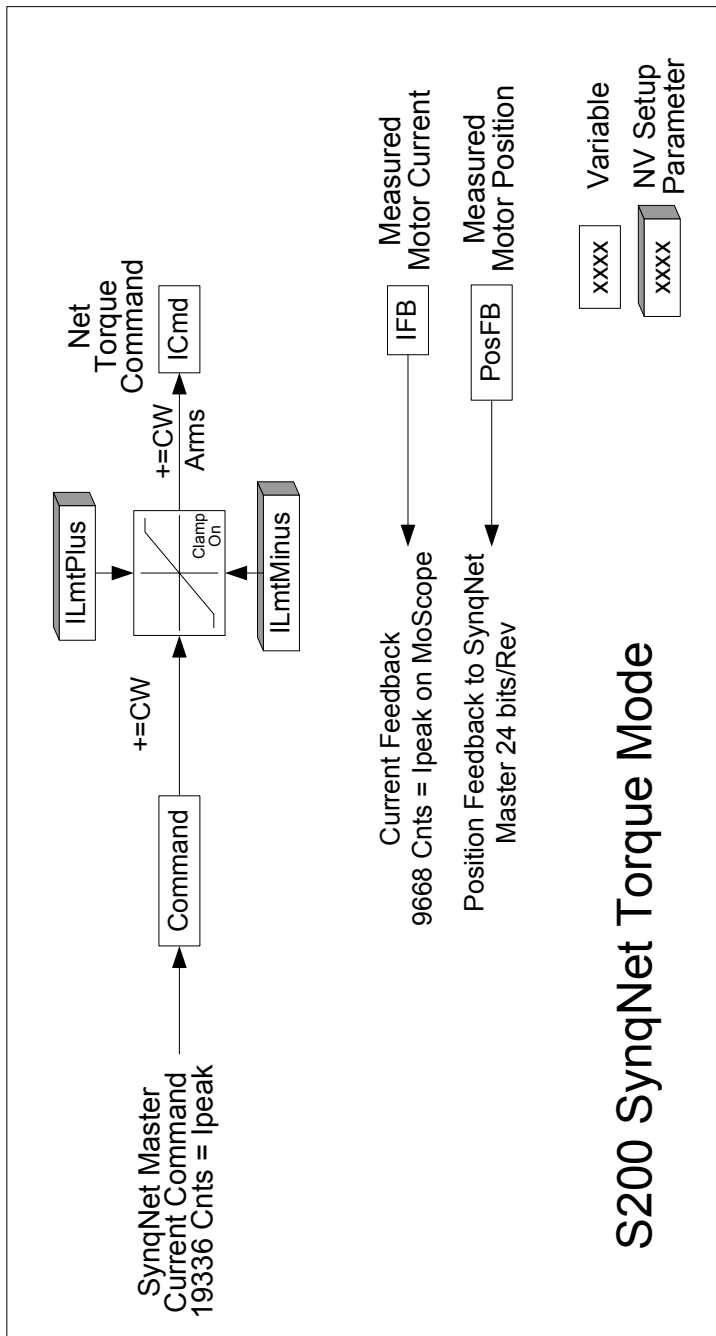 SynqNet Master
Current Command
19336 Cnts = Ipeak
Command
+=CW
ILmtPlus
Clamp
On
ILmtMinus
+=CW
Arms
Net
Torque
Command
ICmd
Current Feedback
9668 Cnts = Ipeak on MoScope
IFB
Measured
Motor Current
Position Feedback to SynqNet
Master 24 bits/Rev
PosFB
Measured
Motor Position
xxxx
Variable
xxxx
NV Setup
Parameter
S200 SynqNet Torque Mode